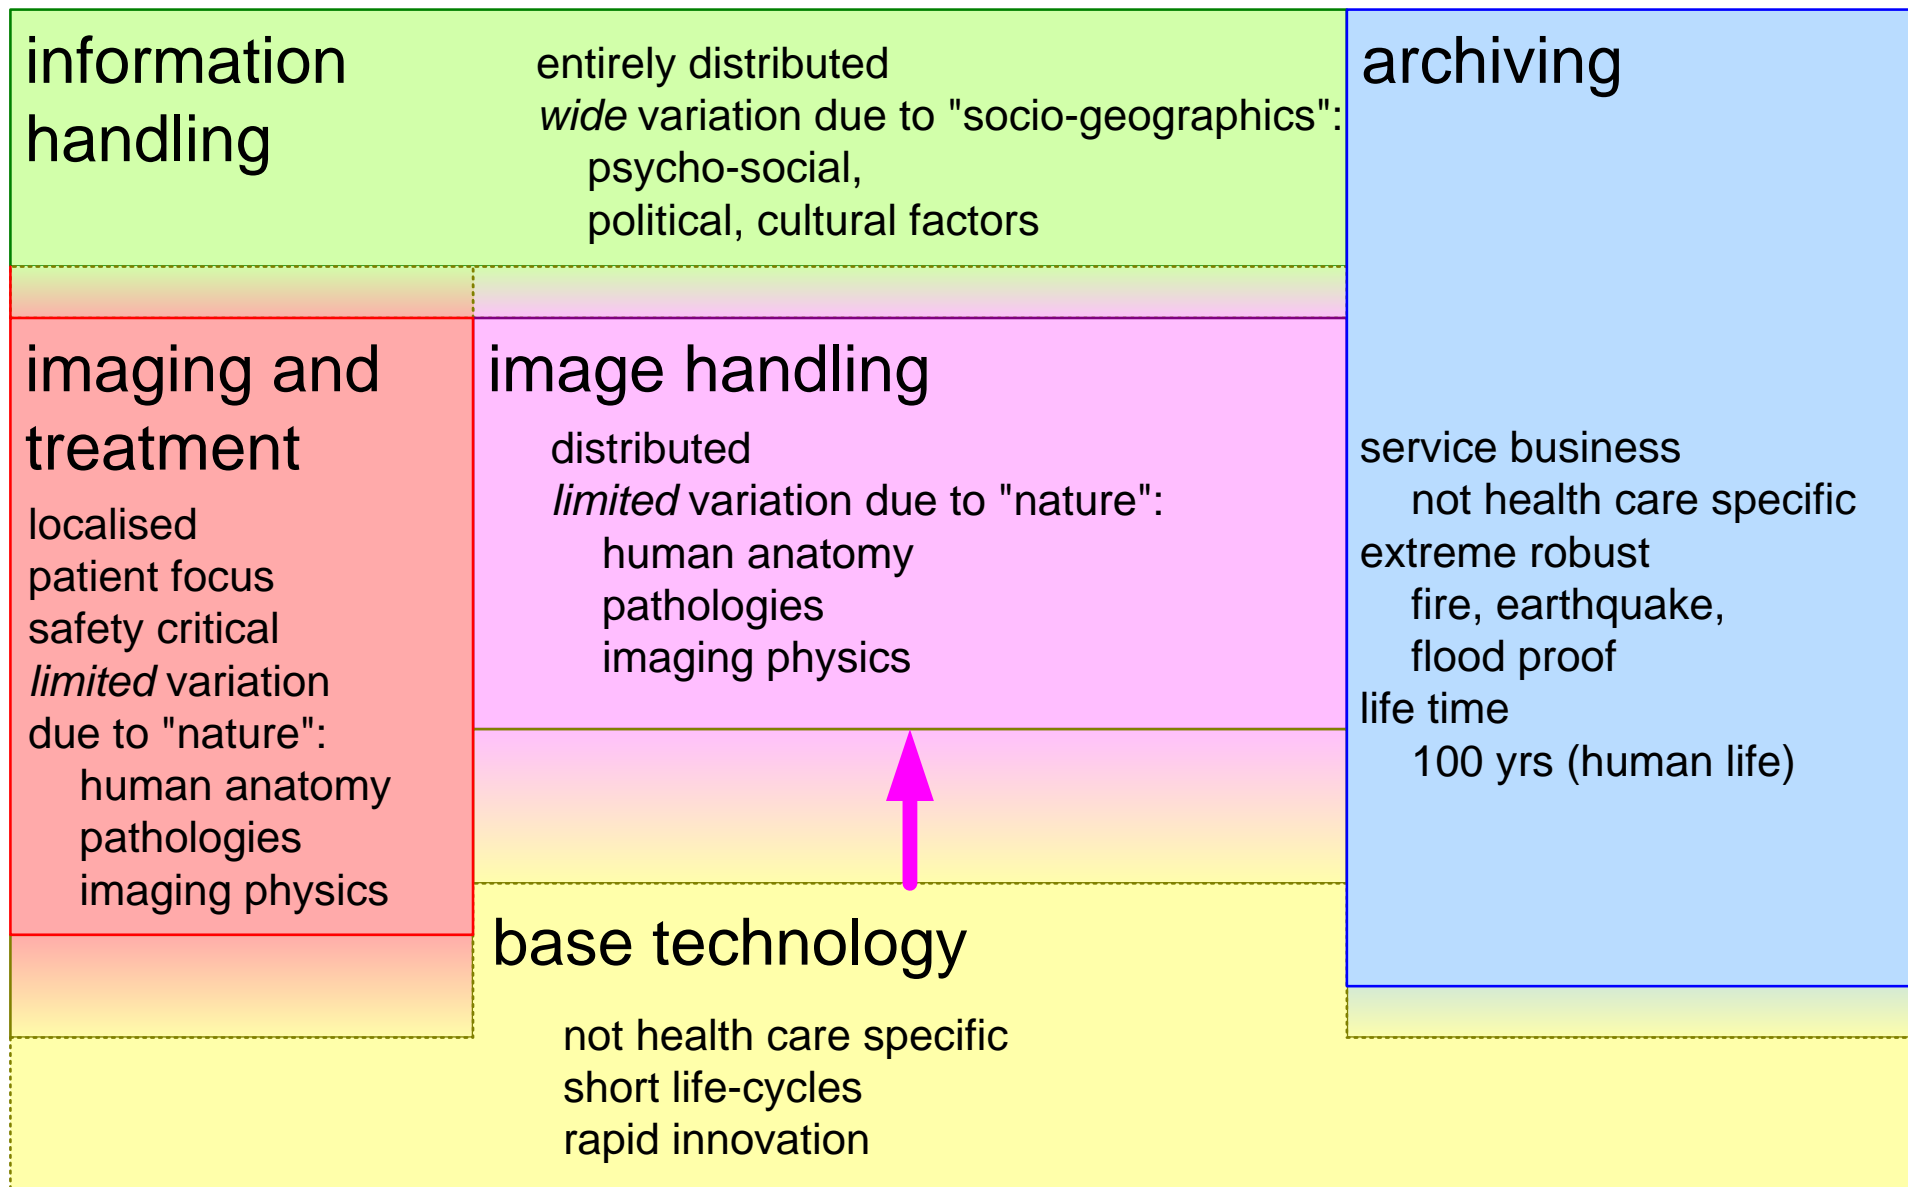 information
handling
entirely distributed
wide variation due to "socio-geographics":
psycho-social,
political, cultural factors
archiving
service business
not health care specific
extreme robust
fire, earthquake,
flood proof
life time
100 yrs (human life)
imaging and
treatment
localised
patient focus
safety critical
limited variation
due to "nature":
human anatomy
pathologies
imaging physics
image handling
distributed
limited variation due to "nature":
human anatomy
pathologies
imaging physics
base technology
not health care specific
short life-cycles
rapid innovation